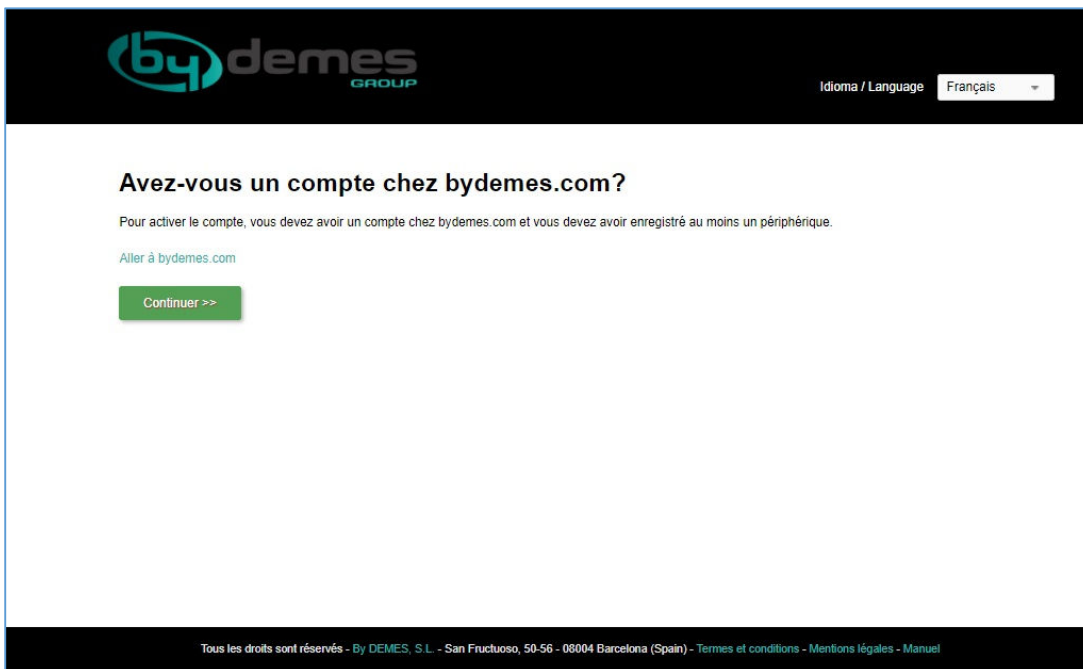 by demes
GROUP
Idioma / Language Français
Avez-vous un compte chez bydemes.com?
Pour activer le compte, vous devez avoir un compte chez bydemes.com et vous devez avoir enregistré au moins un périphérique.
Aller à bydemes.com
Continuer >>
Tous les droits sont réservés - By DEMES, S.L. - San Fructuoso, 50-56 - 08004 Barcelona (Spain) - Termes et conditions - Mentions légales - Manuel